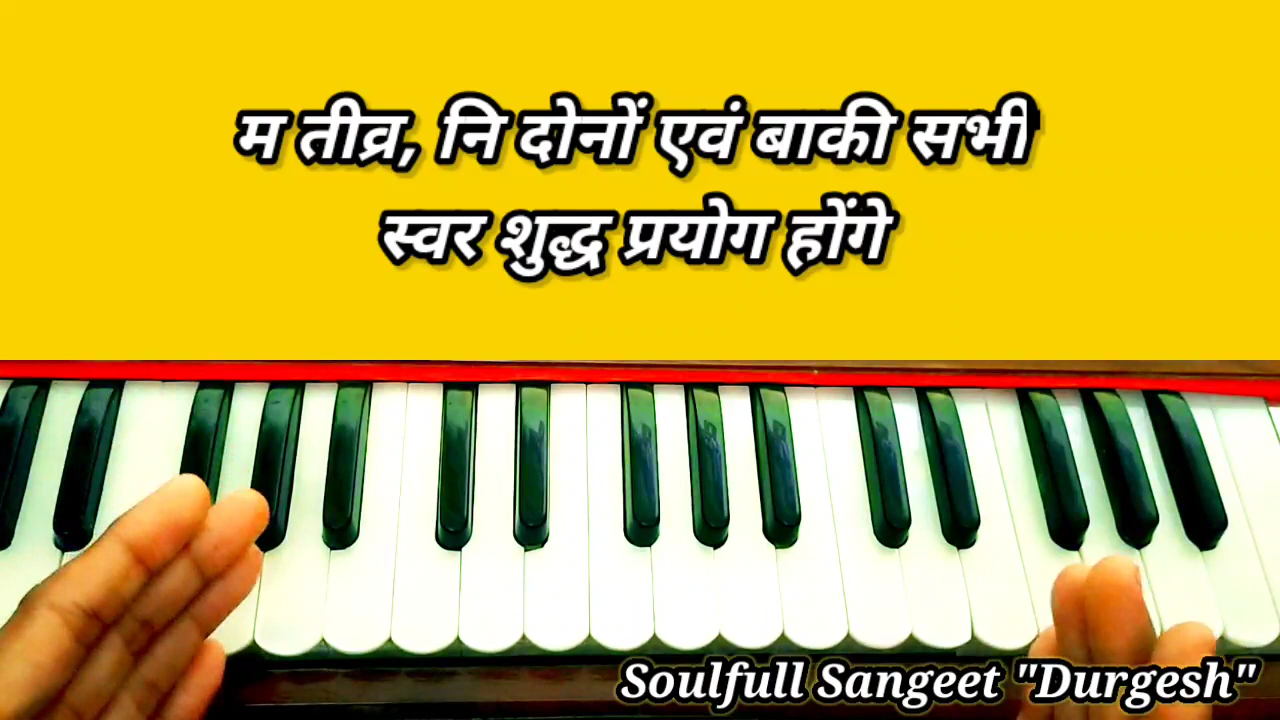 म तीव्र, नि दोनों एवं बाकी सभी
स्वर शुद्ध प्रयोग होंगे
Soulfull Sangeet "Durgesh"